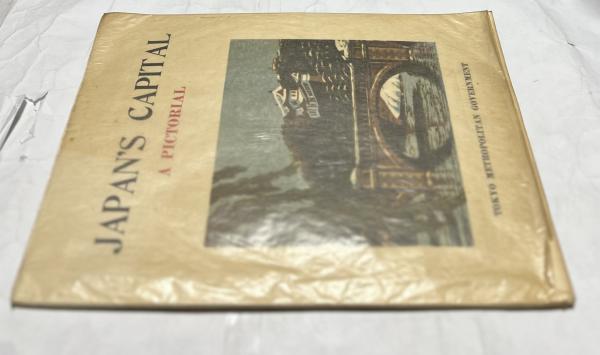 JAPAN'S CAPITAL
A PICTORIAL
TOKYO METROPOLITAN GOVERNMENT